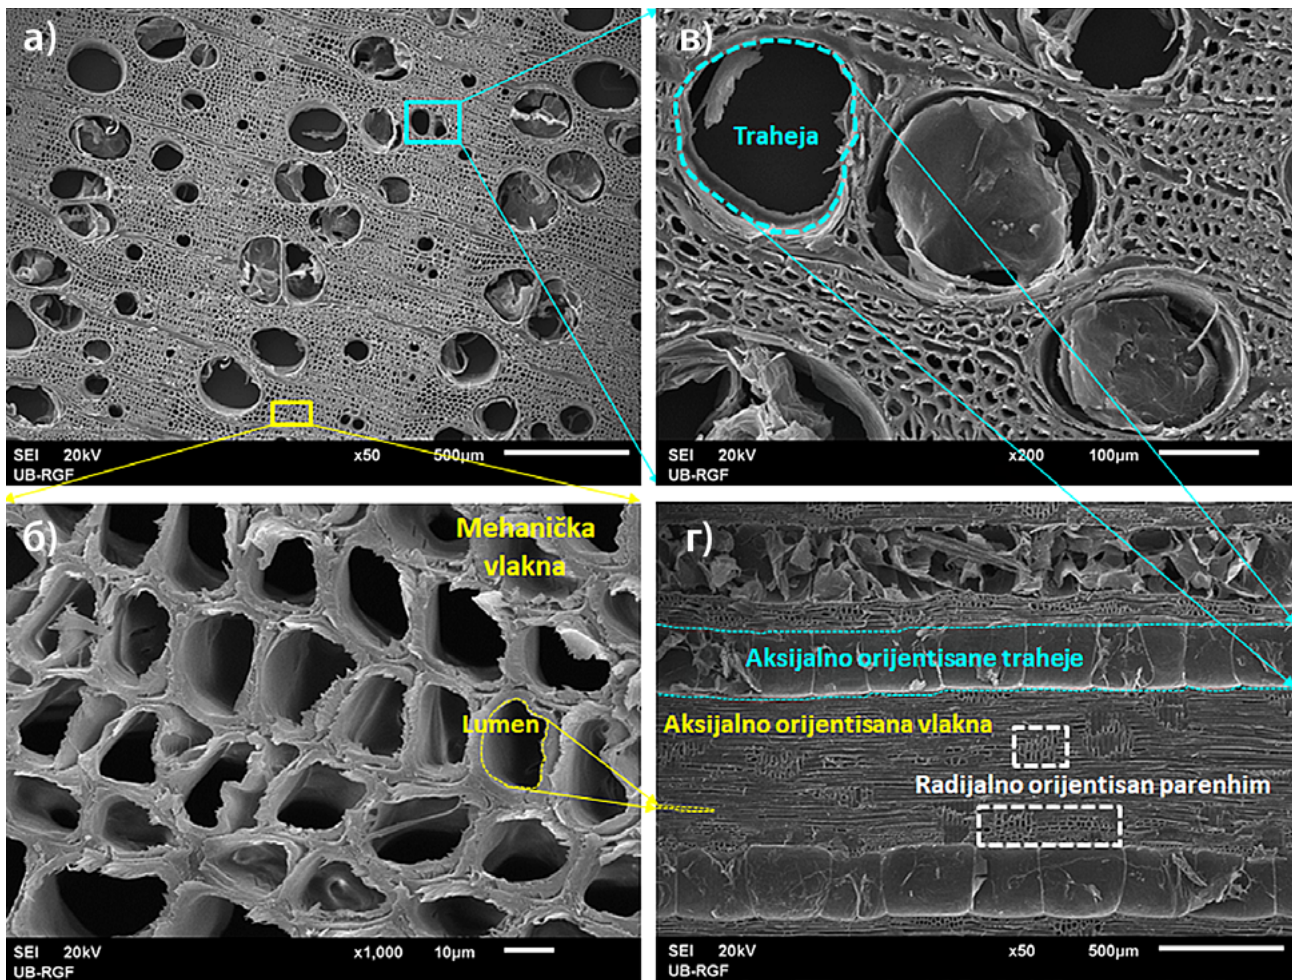 а)
SEI 20kV x50 500µm
UB-RGF
в)
Traheja
SEI 20kV x200 100µm
UB-RGF
б)
Mehanička
vlakna
Lumen
SEI 20kV x1,000 10µm
UB-RGF
г)
Aksijalno orijentisane traheje
Aksijalno orijentisana vlakna
Radijalno orijentisan parenhim
SEI 20kV x50 500µm
UB-RGF